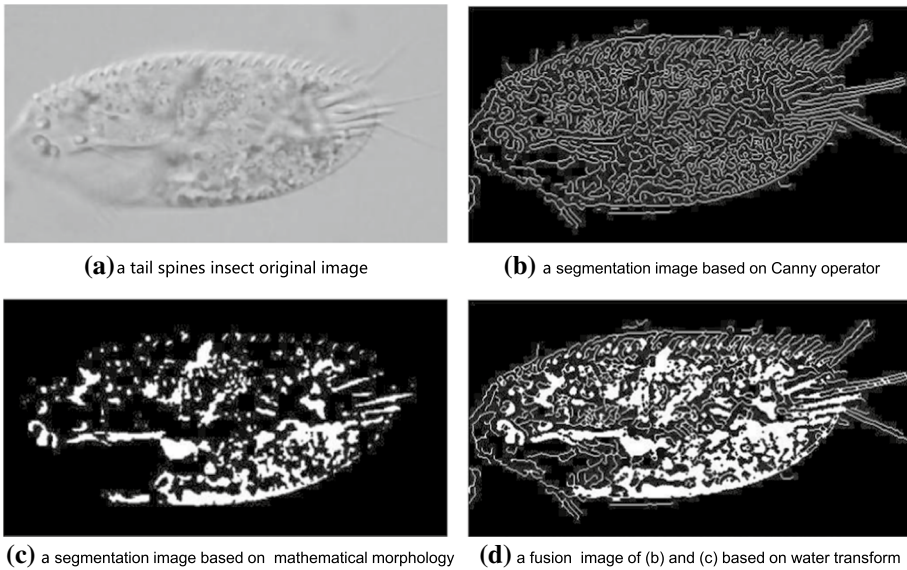 (a) a tail spines insect original image
(b) a segmentation image based on Canny operator
(c) a segmentation image based on mathematical morphology
(d) a fusion image of (b) and (c) based on water transform